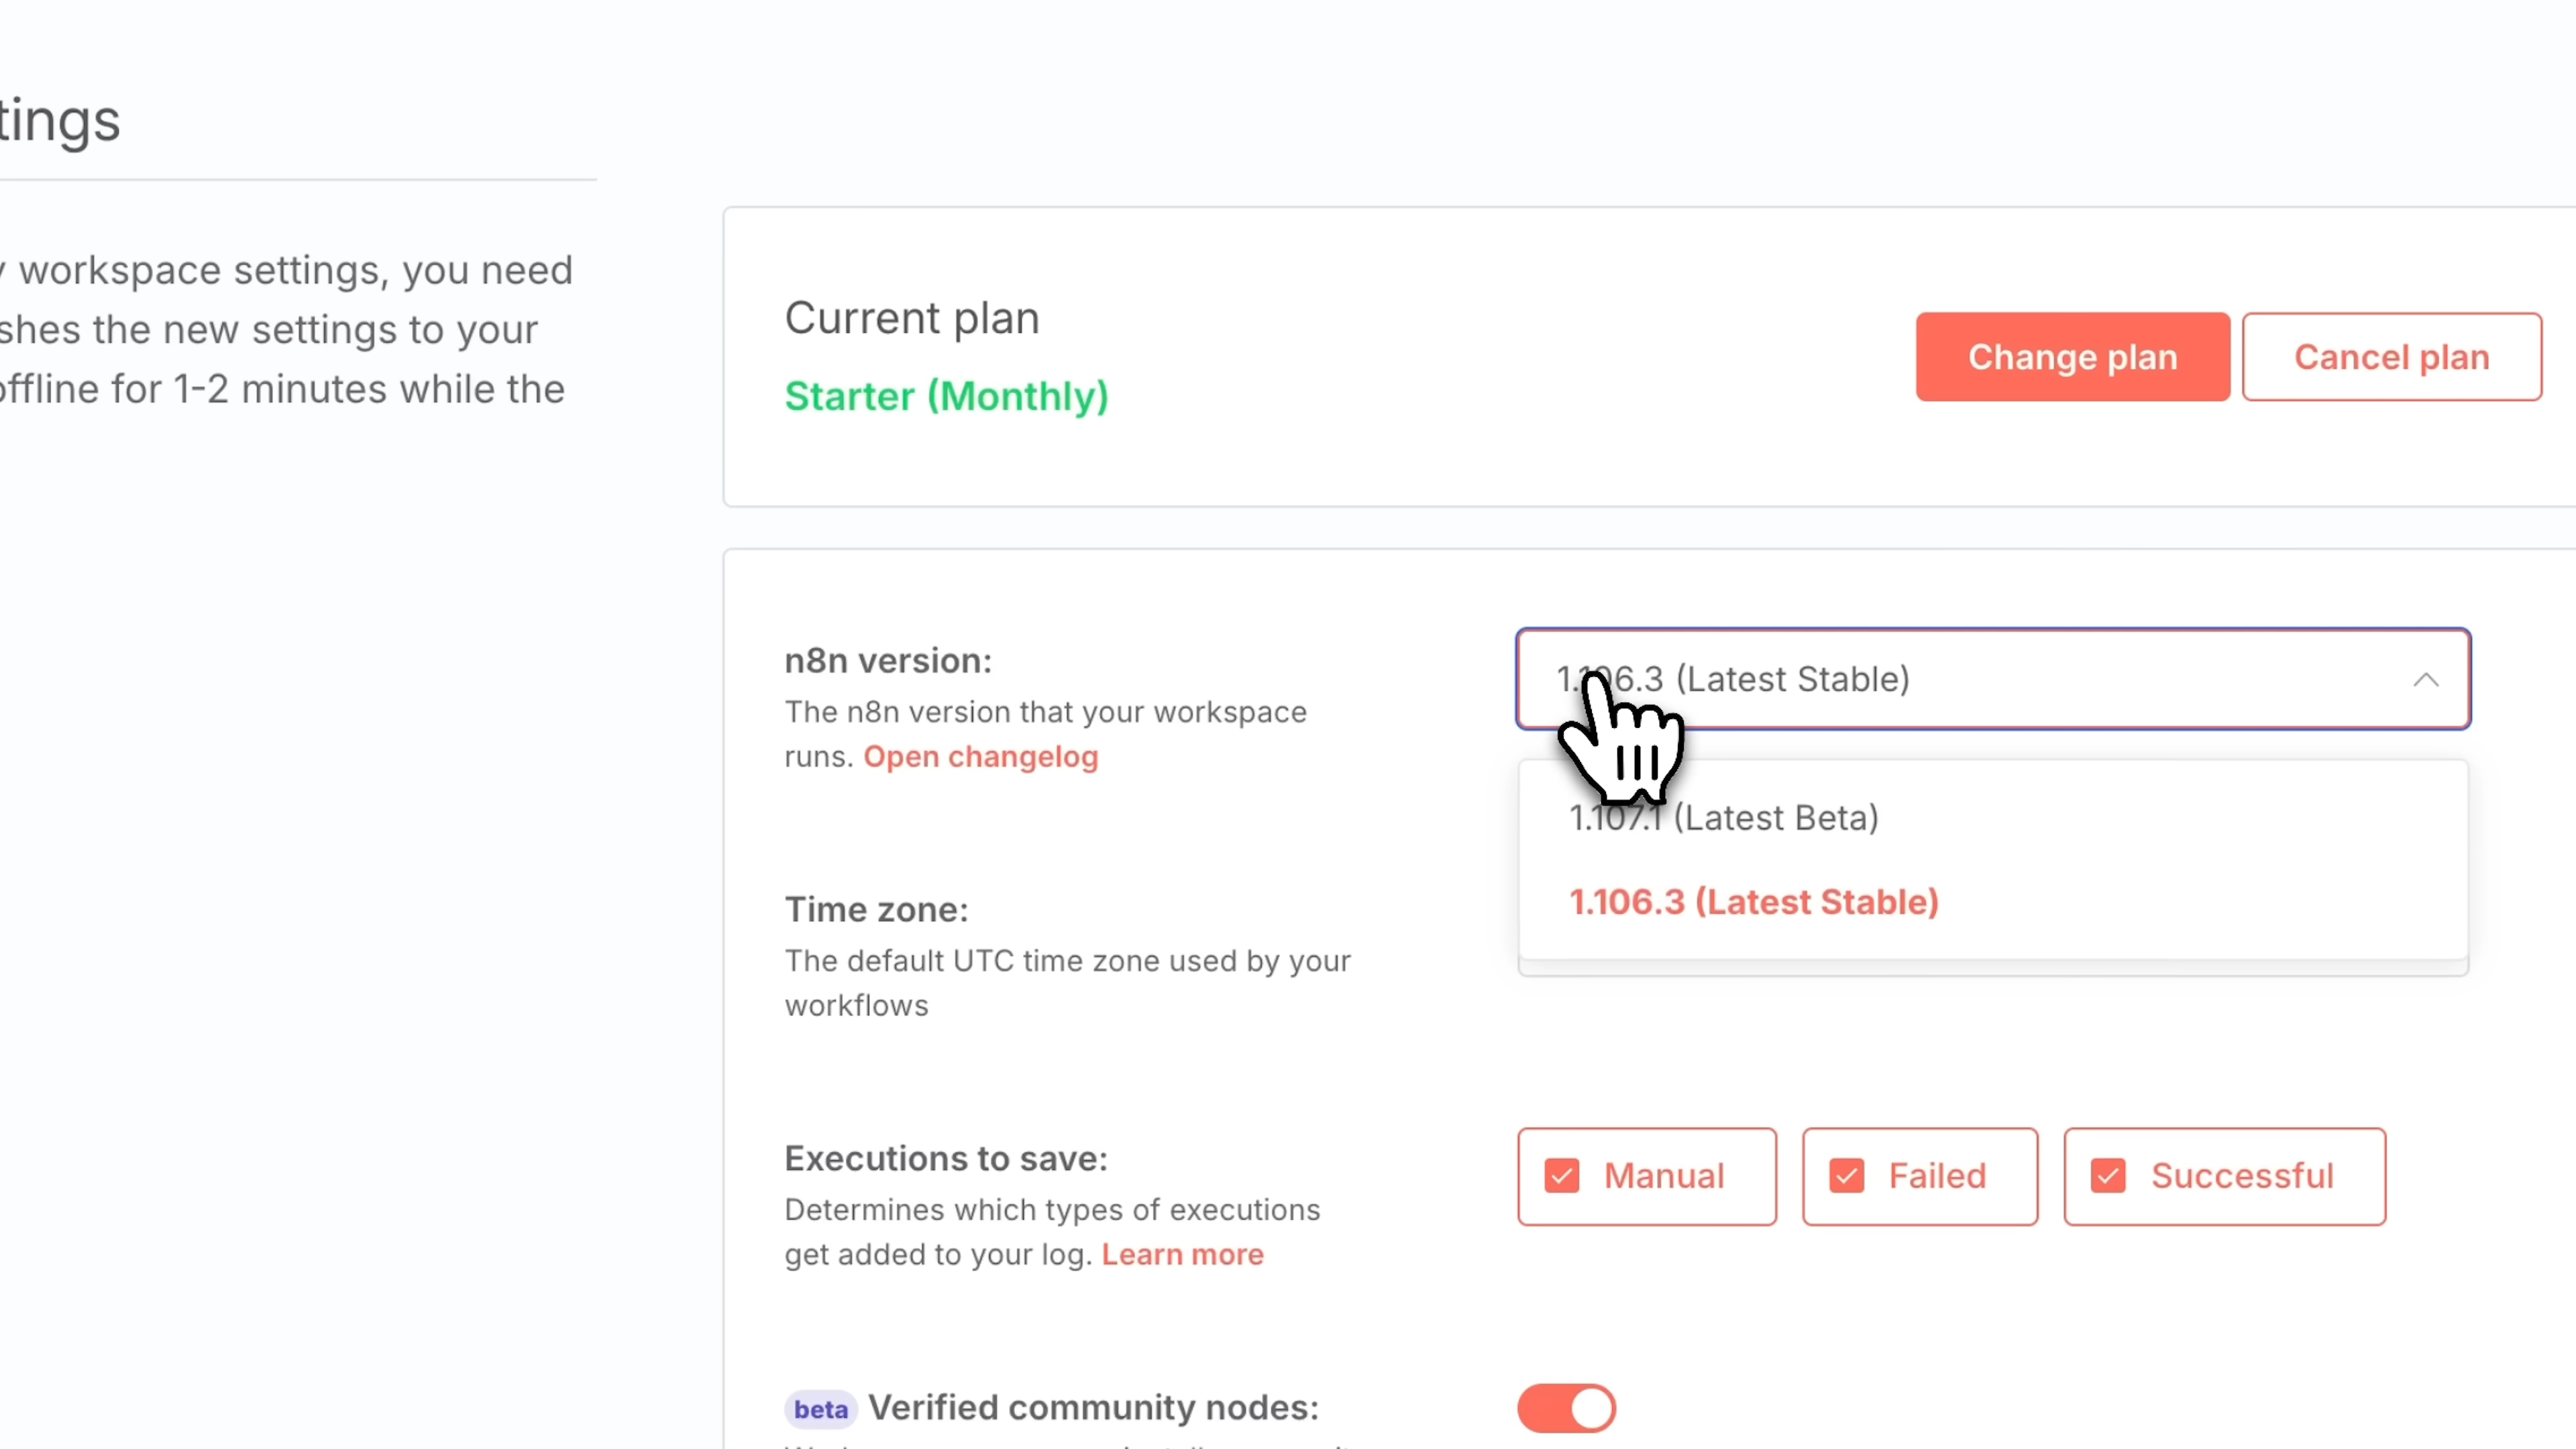 tings
workspace settings, you need
shes the new settings to your
offline for 1-2 minutes while the
Current plan
Starter (Monthly)
Change plan
Cancel plan
n8n version:
The n8n version that your workspace
runs. Open changelog
1.106.3 (Latest Stable)
1.107.1 (Latest Beta)
1.106.3 (Latest Stable)
Time zone:
The default UTC time zone used by your
workflows
Executions to save:
Determines which types of executions
get added to your log. Learn more
Manual
Failed
Successful
beta Verified community nodes: